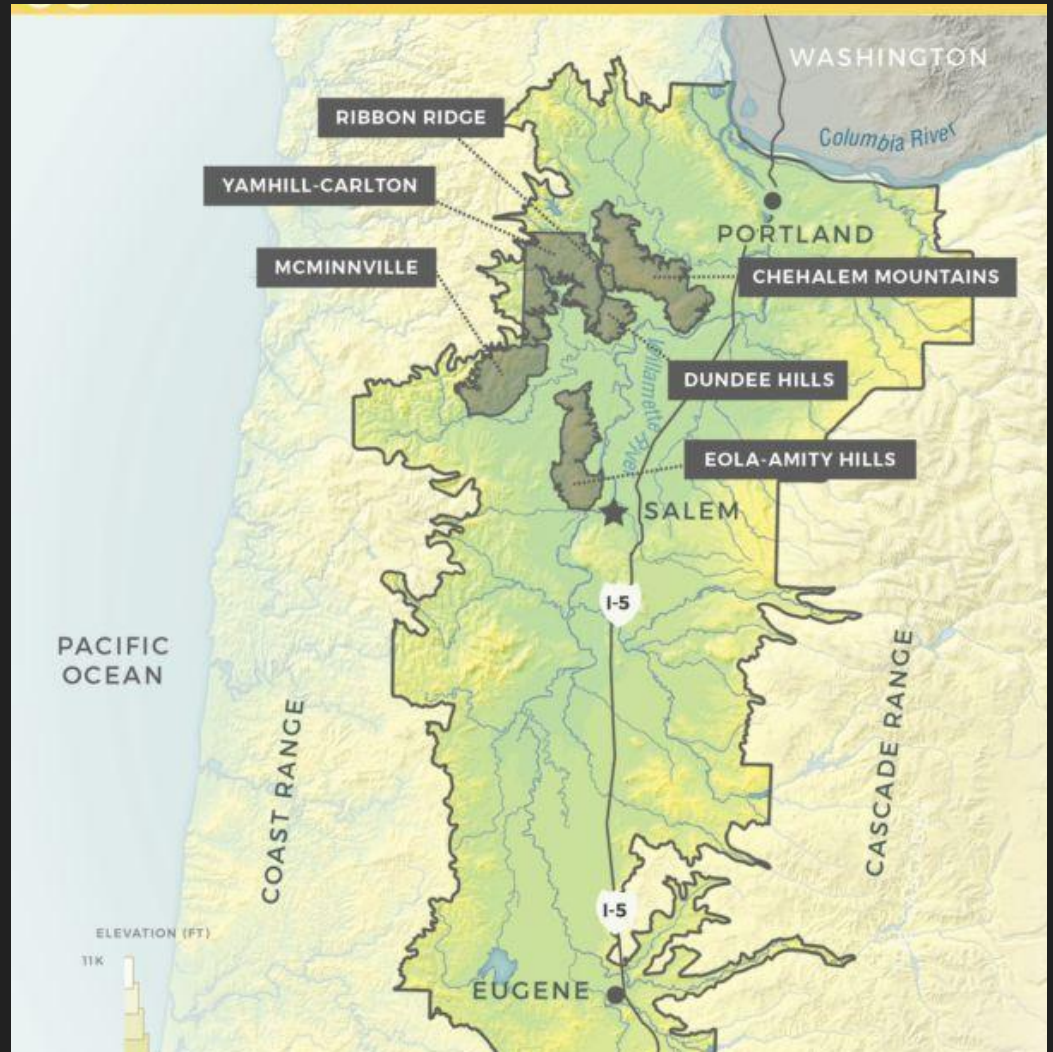 WASHINGTON
RIBBON RIDGE
Columbia River
YAMHILL-CARLTON
PORTLAND
MCMINNVILLE
CHEHALEM MOUNTAINS
Willamette River
DUNDEE HILLS
EOLA-AMITY HILLS
SALEM
I-5
PACIFIC
OCEAN
CASCADE RANGE
COAST RANGE
I-5
ELEVATION (FT)
11K
EUGENE